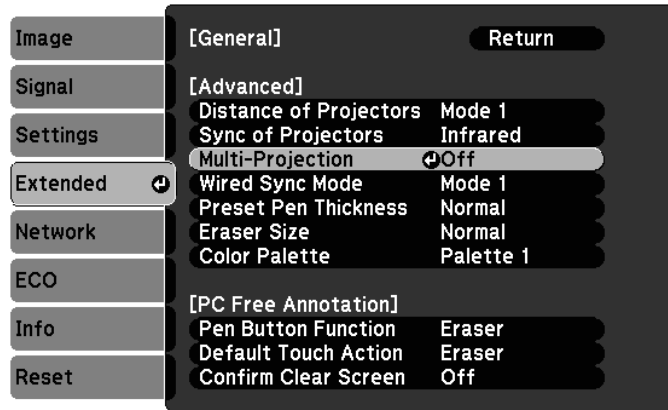 Image
Signal
Settings
Extended
Network
ECO
Info
Reset
[General] Return
[Advanced]
Distance of Projectors Mode 1
Sync of Projectors Infrared
Multi-Projection Off
Wired Sync Mode Mode 1
Preset Pen Thickness Normal
Eraser Size Normal
Color Palette Palette 1
[PC Free Annotation]
Pen Button Function Eraser
Default Touch Action Eraser
Confirm Clear Screen Off